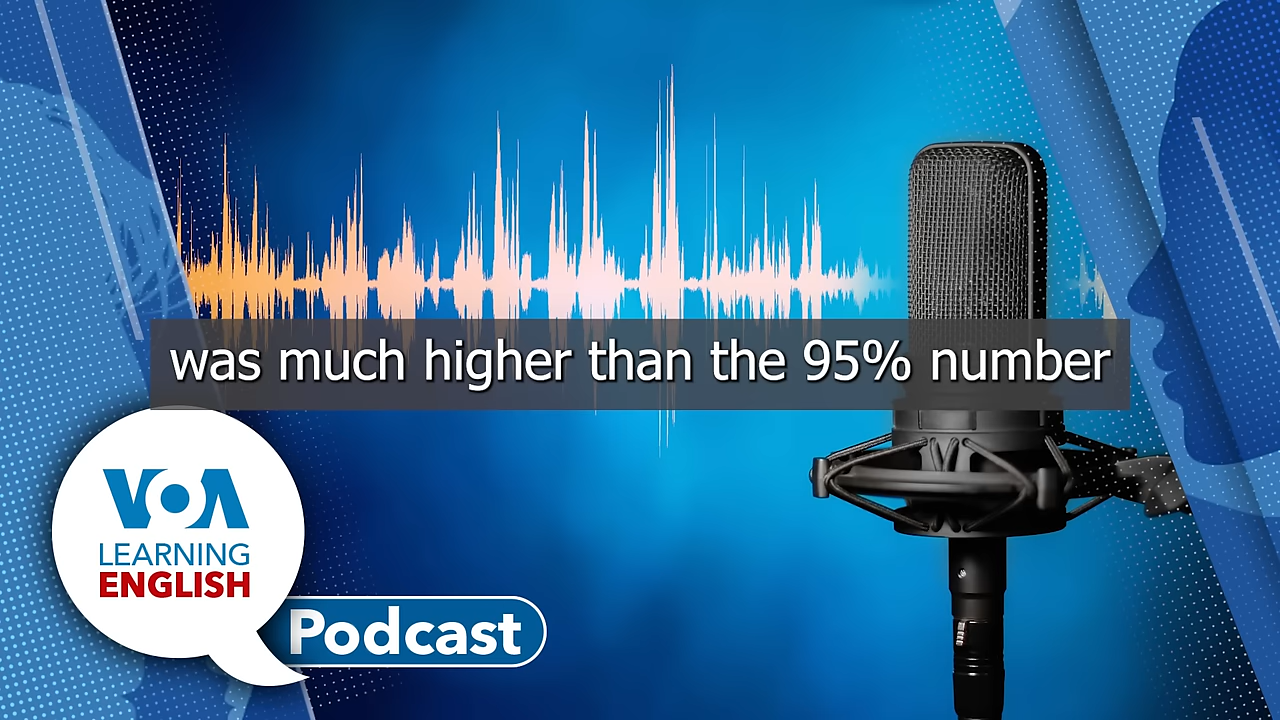 was much higher than the 95% number
VOA
LEARNING
ENGLISH
Podcast